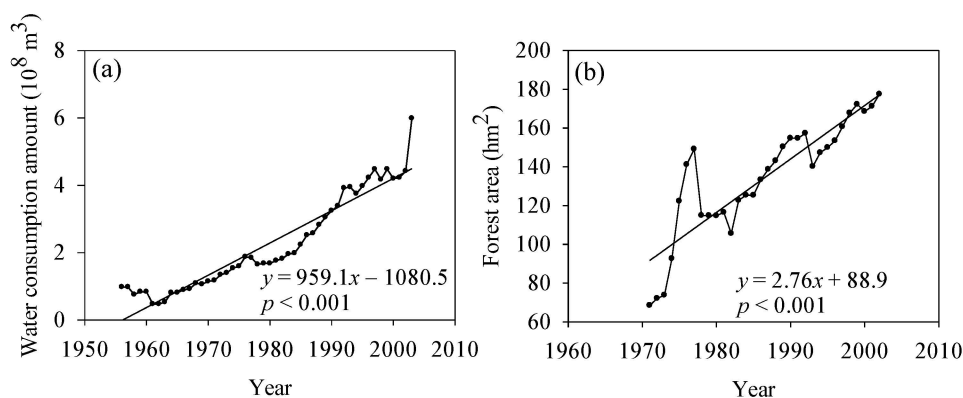 (a)
Water consumption amount (10⁸ m³)
8
6
4
2
0
y = 959.1x − 1080.5
p < 0.001
1950 1960 1970 1980 1990 2000 2010
Year
(b)
Forest area (hm²)
200
180
160
140
120
100
80
60
y = 2.76x + 88.9
p < 0.001
1960 1970 1980 1990 2000 2010
Year